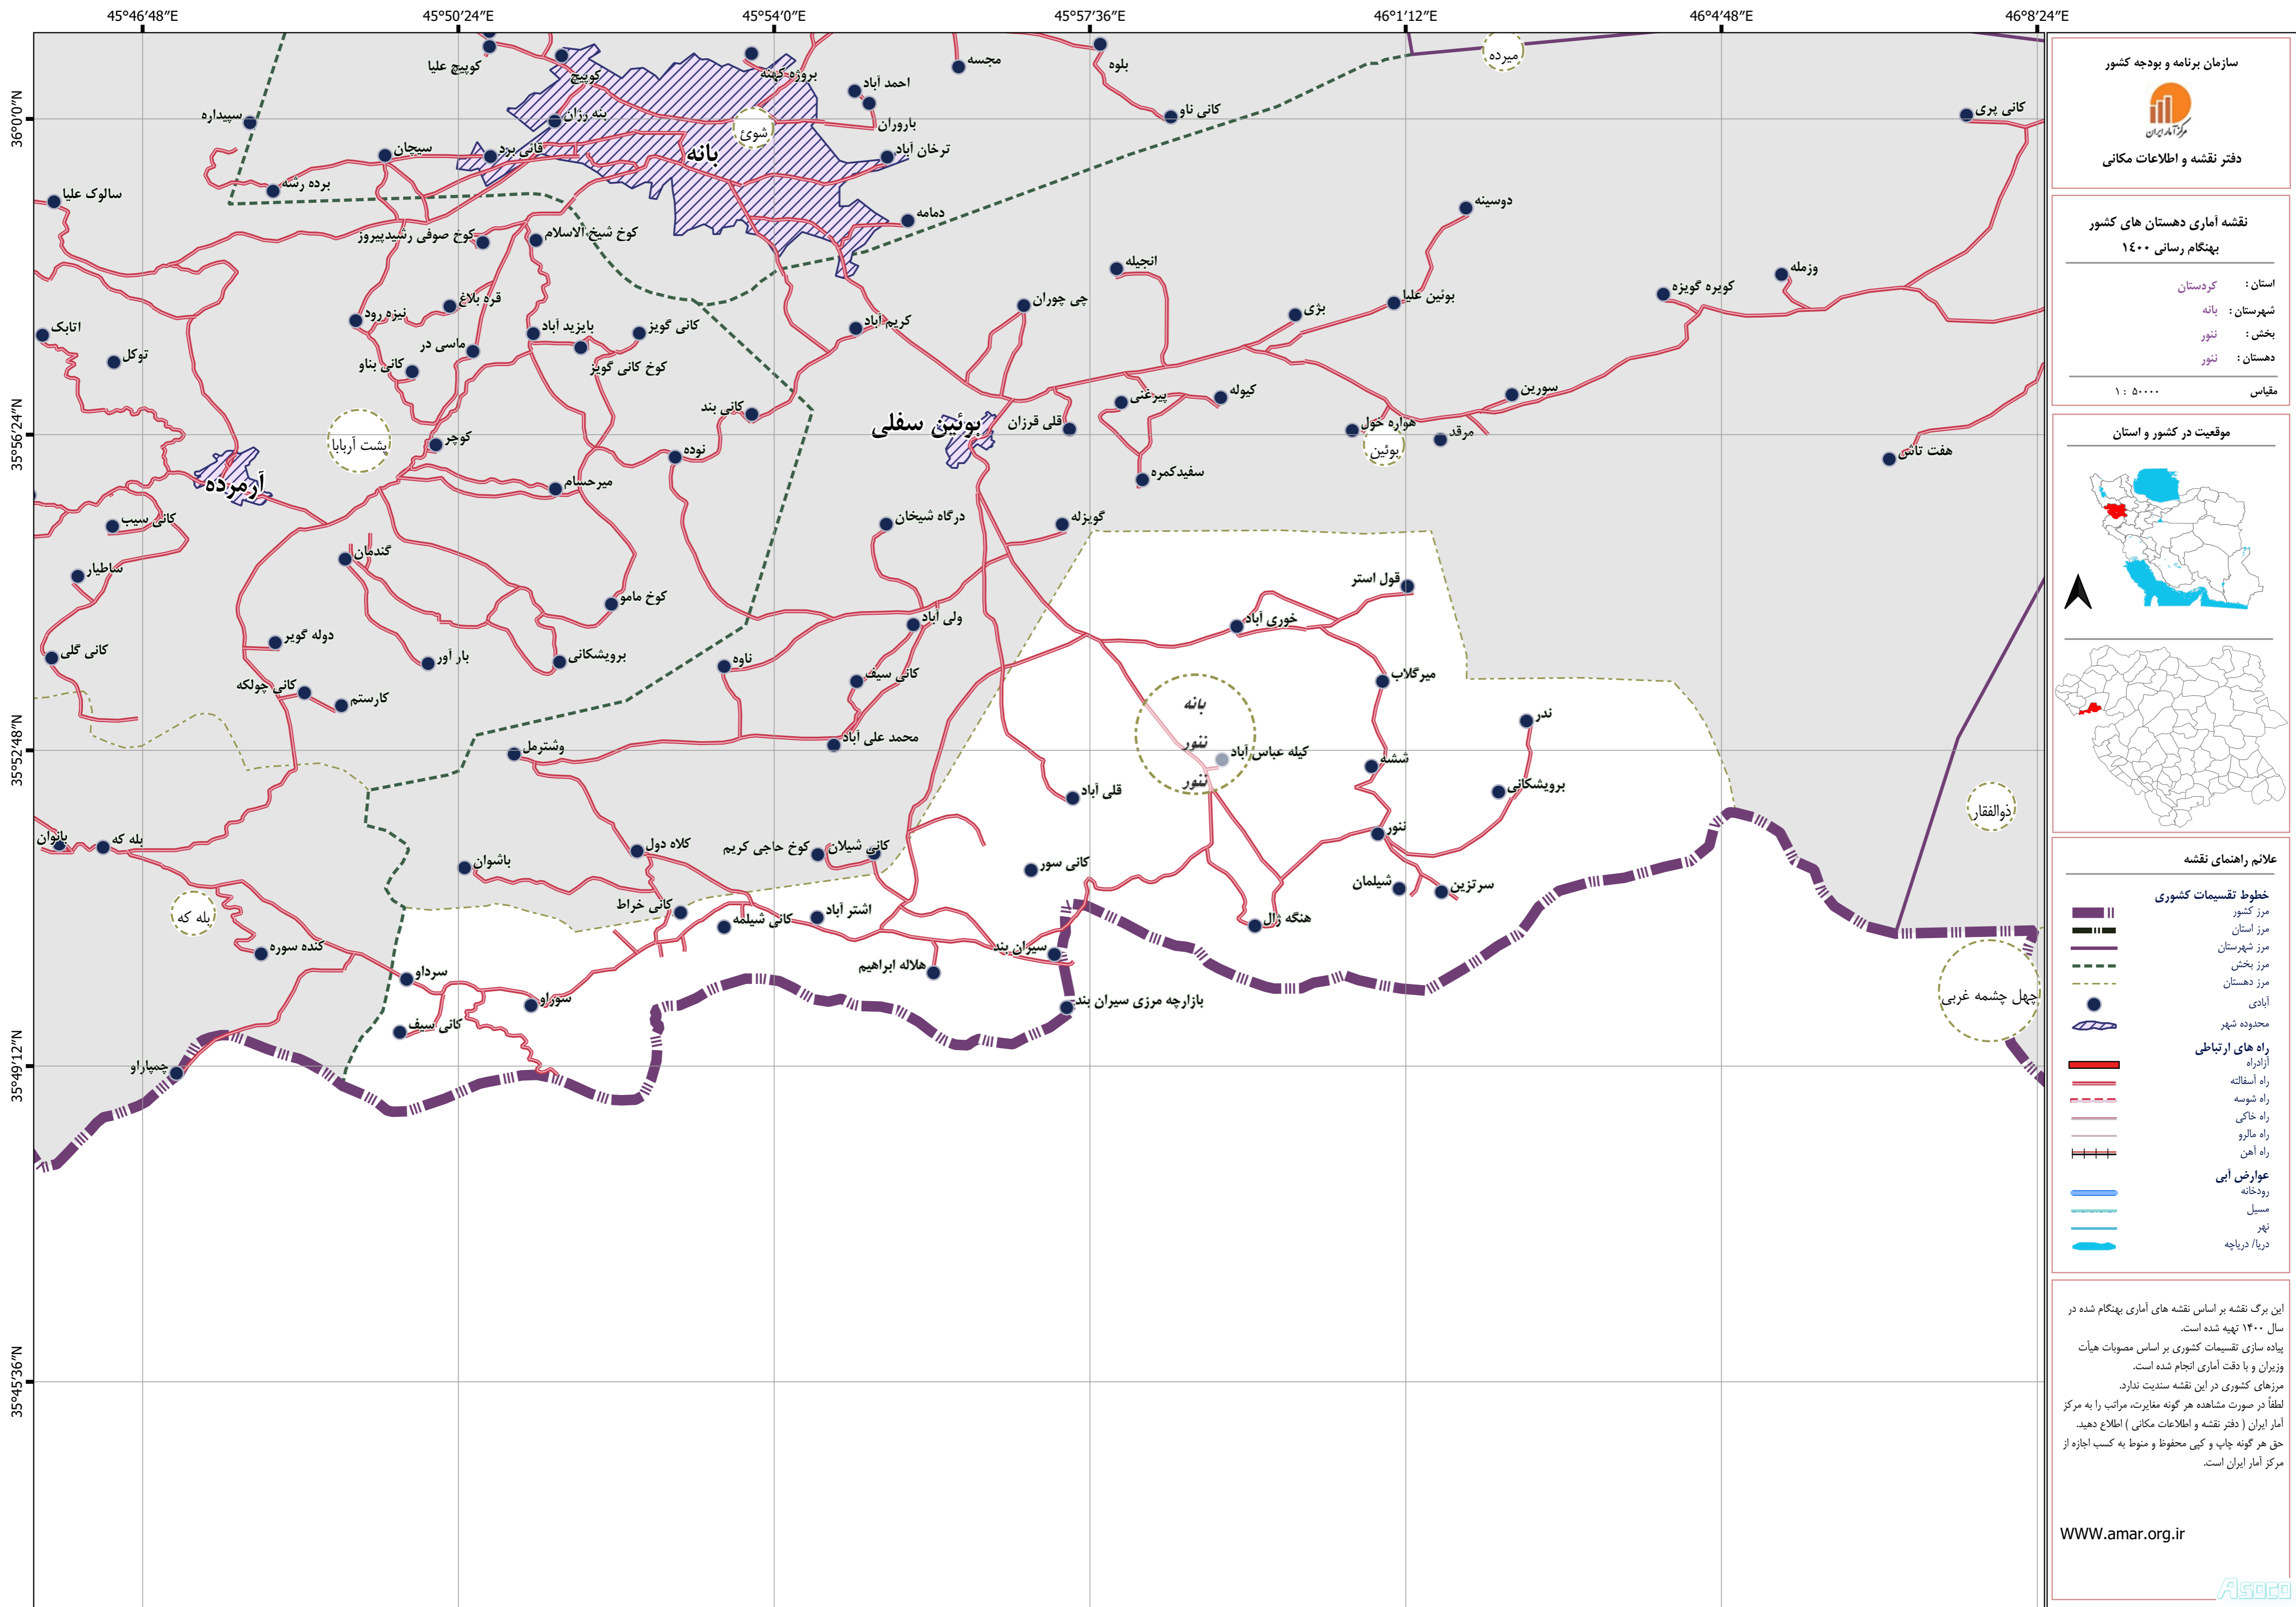 45°46'48"E
45°50'24"E
45°54'0"E
45°57'36"E
46°1'12"E
46°4'48"E
46°8'24"E
36°0'0"N
35°56'24"N
35°52'48"N
35°49'12"N
35°45'36"N
کوپیچ علیا
کوپیچ
بروژه کهنه
احمد آباد
مجسه
بلوه
میرده
سپیداره
بنه رزان
شوئ
باروران
کانی ناو
کانی پری
سیچان
قانی برد
بانه
ترخان آباد
برده رشه
سالوک علیا
دوسینه
دمامه
کوخ صوفی رشیدپیروز
کوخ شیخ الاسلام
انجیله
وزمله
کویره گویزه
بوئین علیا
بژی
چی چوران
قره بلاغ
نیزه رود
بایزید آباد
کانی گویز
کریم آباد
اتابک
توکل
ماسی در
کانی بناو
کوخ کانی گویز
کیوله
پیرغنی
سورین
کانی بند
بوئین سفلی
قلی قرزان
هواره خول
مرقد
بوئین
هفت تاش
پشت آربابا
کوچر
نوده
سفیدکمره
آرمرده
میرحسام
کانی سیب
درگاه شیخان
گویزله
گندمان
ساطیار
کوخ مامو
قول استر
ولی آباد
خوری آباد
دوله گویر
کانی گلی
بار آور
برویشکانی
ناوه
کانی سیف
میرگلاب
کانی چولکه
کارستم
بانه
ننور
ننور
ندر
وشترمل
محمد علی آباد
کیله عباس آباد
ششه
برویشکانی
قلی آباد
ذوالفقار
بانوان
بله که
کلاه دول
کوخ حاجی کریم
کانی شیلان
ننور
باشوان
کانی سور
شیلمان
سرتزین
بله که
کانی خراط
کانی شیلمه
اشتر آباد
هنگه ژال
کنده سوره
سیران بند
هلاله ابراهیم
سرداو
سوراو
بازارچه مرزی سیران بند
چهل چشمه غربی
کانی سیف
چمپاراو
سازمان برنامه و بودجه کشور
مرکز آمار ایران
دفتر نقشه و اطلاعات مکانی
نقشه آماری دهستان های کشور
بهنگام رسانی ۱۴۰۰
استان : کردستان
شهرستان : بانه
بخش : ننور
دهستان : ننور
مقیاس ۱ : ۵۰۰۰۰
موقعیت در کشور و استان
علائم راهنمای نقشه
خطوط تقسیمات کشوری
مرز کشور
مرز استان
مرز شهرستان
مرز بخش
مرز دهستان
آبادی
محدوده شهر
راه های ارتباطی
آزادراه
راه آسفالته
راه شوسه
راه خاکی
راه مالرو
راه آهن
عوارض آبی
رودخانه
مسیل
نهر
دریا/ دریاچه
این برگ نقشه بر اساس نقشه های آماری بهنگام شده در
سال ۱۴۰۰ تهیه شده است.
پیاده سازی تقسیمات کشوری بر اساس مصوبات هیأت
وزیران و با دقت آماری انجام شده است.
مرزهای کشوری در این نقشه سندیت ندارد.
لطفاً در صورت مشاهده هر گونه مغایرت، مراتب را به مرکز
آمار ایران ( دفتر نقشه و اطلاعات مکانی ) اطلاع دهید.
حق هر گونه چاپ و کپی محفوظ و منوط به کسب اجازه از
مرکز آمار ایران است.
WWW.amar.org.ir
Asoco